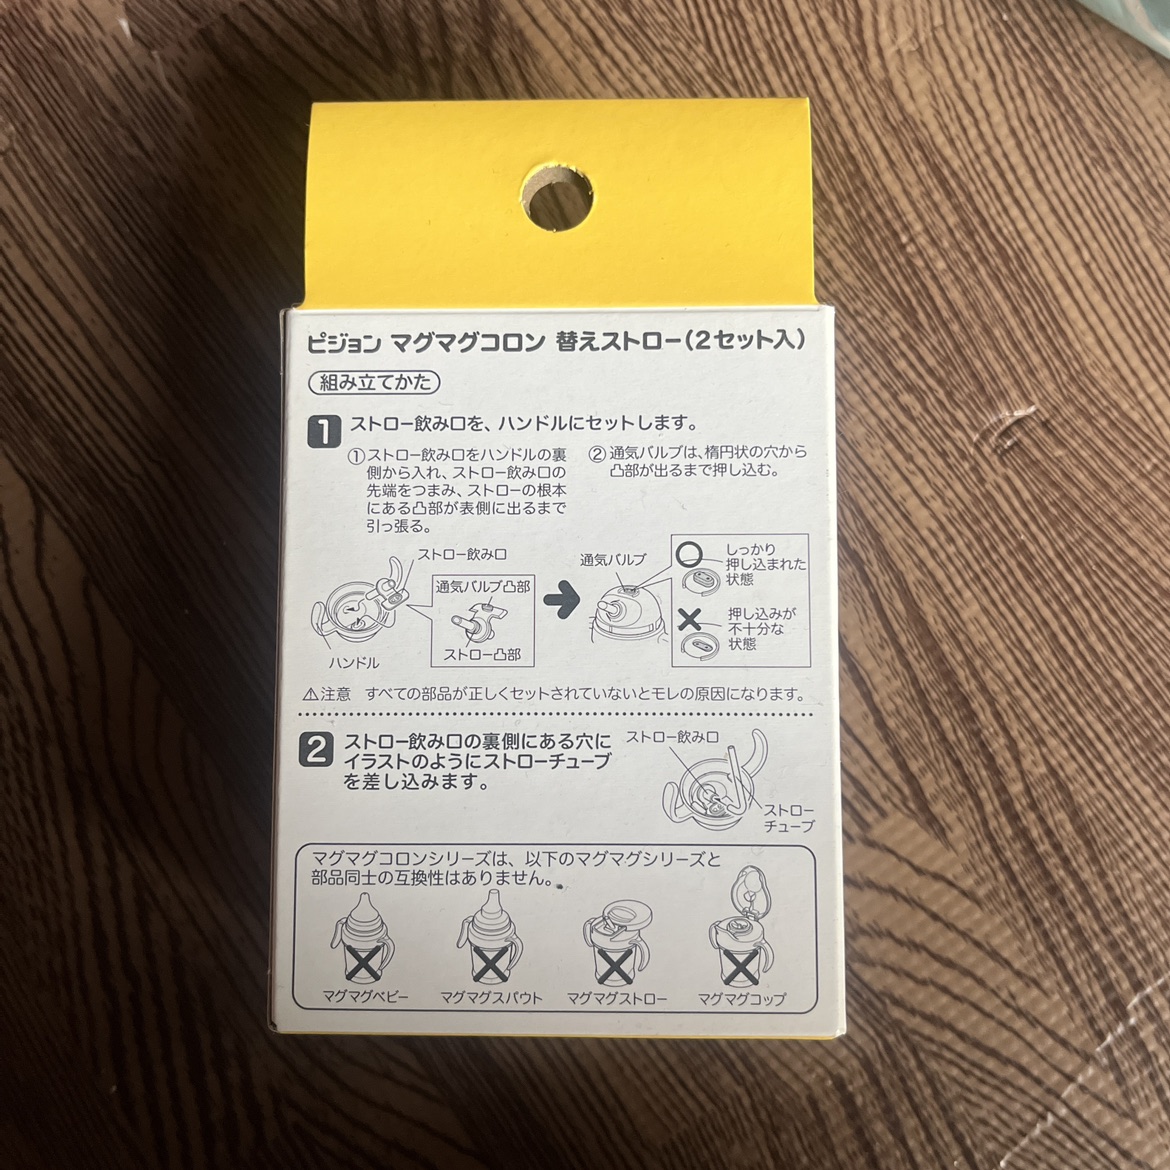 ピジョン マグマグコロン 替えストロー(2セット入)
組み立てかた
1 ストロー飲み口を、ハンドルにセットします。
①ストロー飲み口をハンドルの裏
側から入れ、ストロー飲み口の
先端をつまみ、ストローの根本
にある凸部が表側に出るまで
引っ張る。
②通気バルブは、楕円状の穴から
凸部が出るまで押し込む。
ストロー飲み口
通気バルブ凸部
ストロー凸部
ハンドル
通気バルブ
しっかり
押し込まれた
状態
押し込みが
不十分な
状態
⚠注意 すべての部品が正しくセットされていないとモレの原因になります。
2 ストロー飲み口の裏側にある穴に
イラストのようにストローチューブ
を差し込みます。
ストロー飲み口
ストロー
チューブ
マグマグコロンシリーズは、以下のマグマグシリーズと
部品同士の互換性はありません。
マグマグベビー
マグマグスパウト
マグマグストロー
マグマグコップ